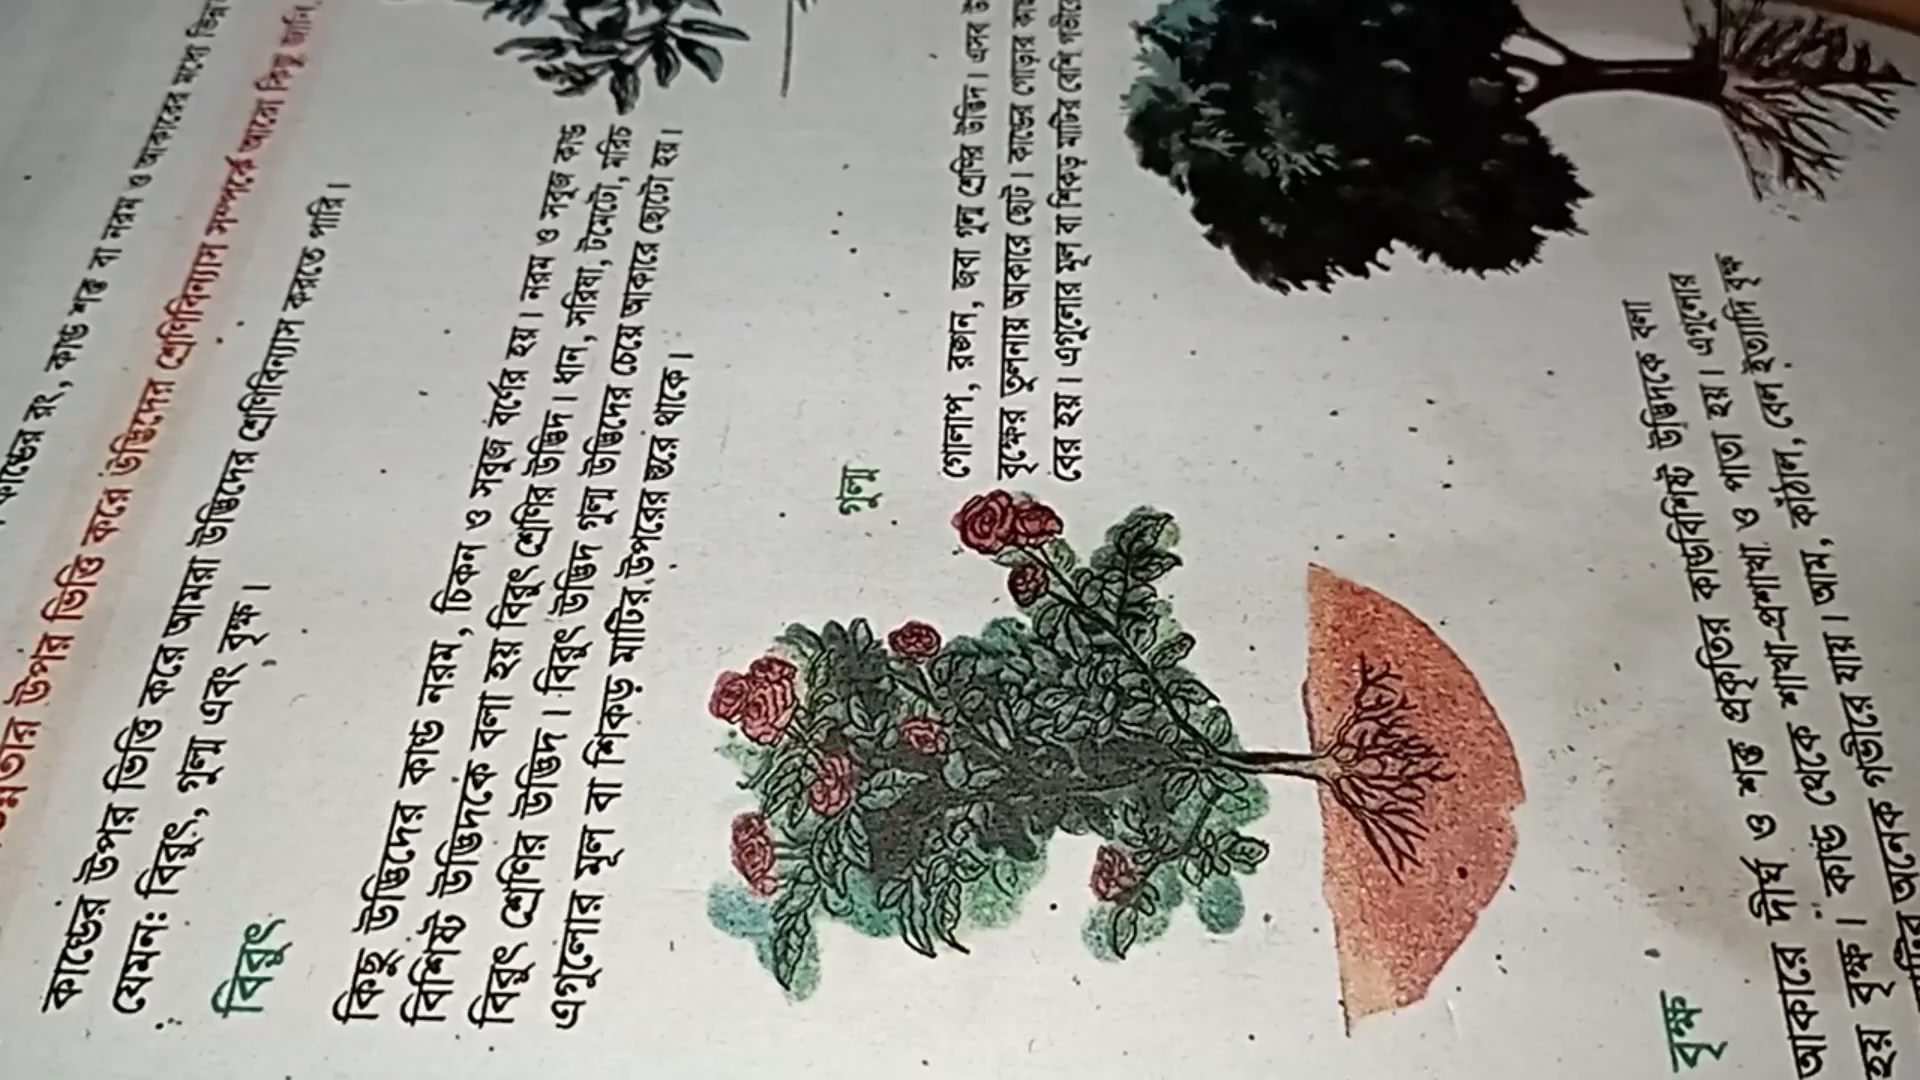 কান্ডের রং, কান্ড শক্ত বা নরম ও আকারের মধ্যে ভিন্ন
উপর ভিত্তি করে উদ্ভিদের শ্রেণিবিন্যাস সম্পর্কে আরো কিছু জানি
কান্ডের উপর ভিত্তি করে আমরা উদ্ভিদের শ্রেণিবিন্যাস করতে পারি।
যেমন: বিরুৎ, গুল্ম এবং বৃক্ষ।
বিরুৎ
কিছু উদ্ভিদের কান্ড নরম, চিকন ও সবুজ বর্ণের হয়। নরম ও সবুজ কান্ড
বিশিষ্ট উদ্ভিদকে বলা হয় বিরুৎ শ্রেণির উদ্ভিদ। ধান, সরিষা, টমেটো, মরিচ
বিরুৎ শ্রেণির উদ্ভিদ। বিরুৎ উদ্ভিদ গুল্ম উদ্ভিদের চেয়ে আকারে ছোটো হয়।
এগুলোর মূল বা শিকড় মাটির উপরের স্তরে থাকে।
গুল্ম
গোলাপ, রঙ্গন, জবা গুল্ম শ্রেণির উদ্ভিদ। এসব
বৃক্ষের তুলনায় আকারে ছোট। কান্ডের গোড়ার
বের হয়। এগুলোর মূল বা শিকড় মাটির বেশি গভীরে
বৃক্ষ
আকারে দীর্ঘ ও শক্ত প্রকৃতির কান্ডবিশিষ্ট উদ্ভিদকে বলা
হয় বৃক্ষ। কান্ড থেকে শাখা-প্রশাখা ও পাতা হয়। এগুলোর
অনেক গভীরে যায়। আম, কাঁঠাল, বেল ইত্যাদি বৃক্ষ